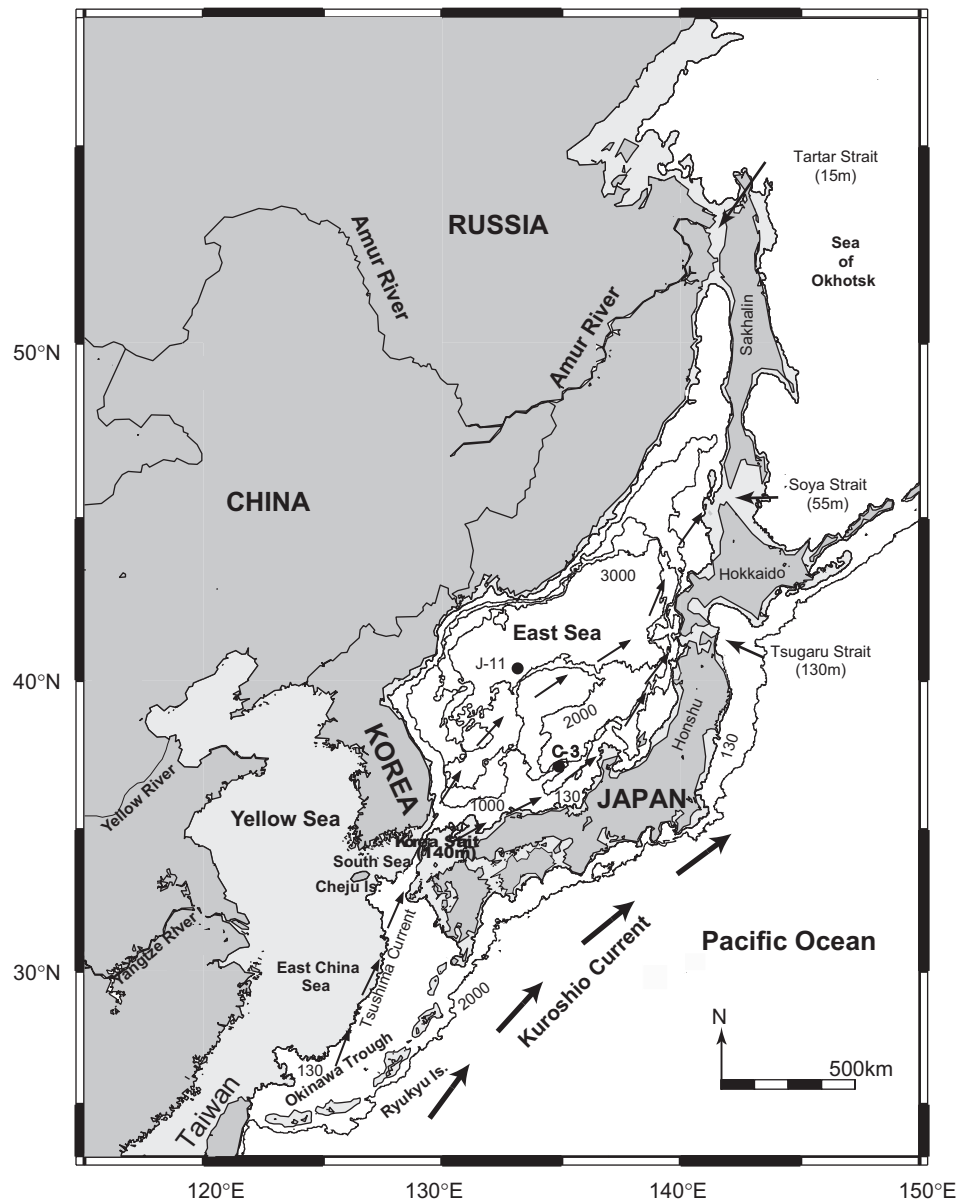 Tartar Strait
(15m)
RUSSIA
Sea
of
Okhotsk
Amur River
Amur River
Sakhalin
50°N
CHINA
Soya Strait
(55m)
3000
Hokkaido
East Sea
J-11
Tsugaru Strait
(130m)
40°N
2000
Honshu
KOREA
C-3
130
Yellow River
1000
130
JAPAN
Yellow Sea
Korea Strait
(140m)
South Sea
Cheju Is.
Yangtze River
Tsushima Current
Pacific Ocean
30°N
East China
Sea
2000
Kuroshio Current
N
130
Okinawa Trough
500km
Ryukyu Is.
Taiwan
120°E
130°E
140°E
150°E